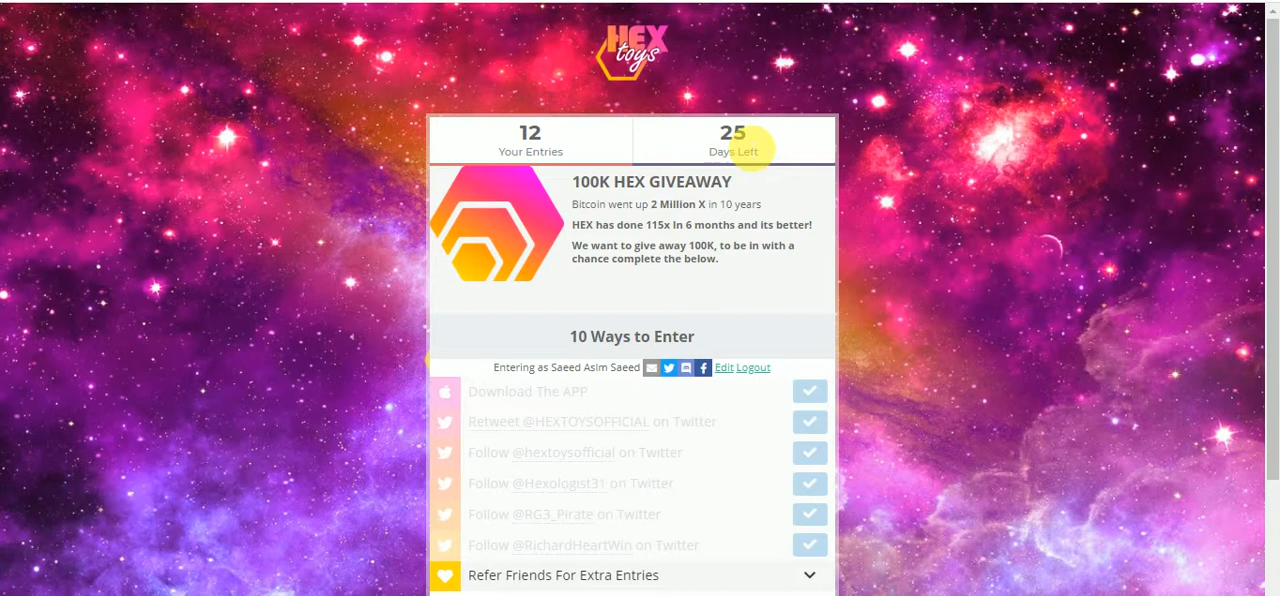 HEX
toys
12
Your Entries
25
Days Left
100K HEX GIVEAWAY
Bitcoin went up 2 Million X in 10 years
HEX has done 115x In 6 months and its better!
We want to give away 100K, to be in with a
chance complete the below.
10 Ways to Enter
Entering as Saeed Asim Saeed Edit Logout
Download The APP
Retweet @HEXTOYSOFFICIAL on Twitter
Follow @hextoysofficial on Twitter
Follow @Hexologist31 on Twitter
Follow @RG3_Pirate on Twitter
Follow @RichardHeartWin on Twitter
Refer Friends For Extra Entries